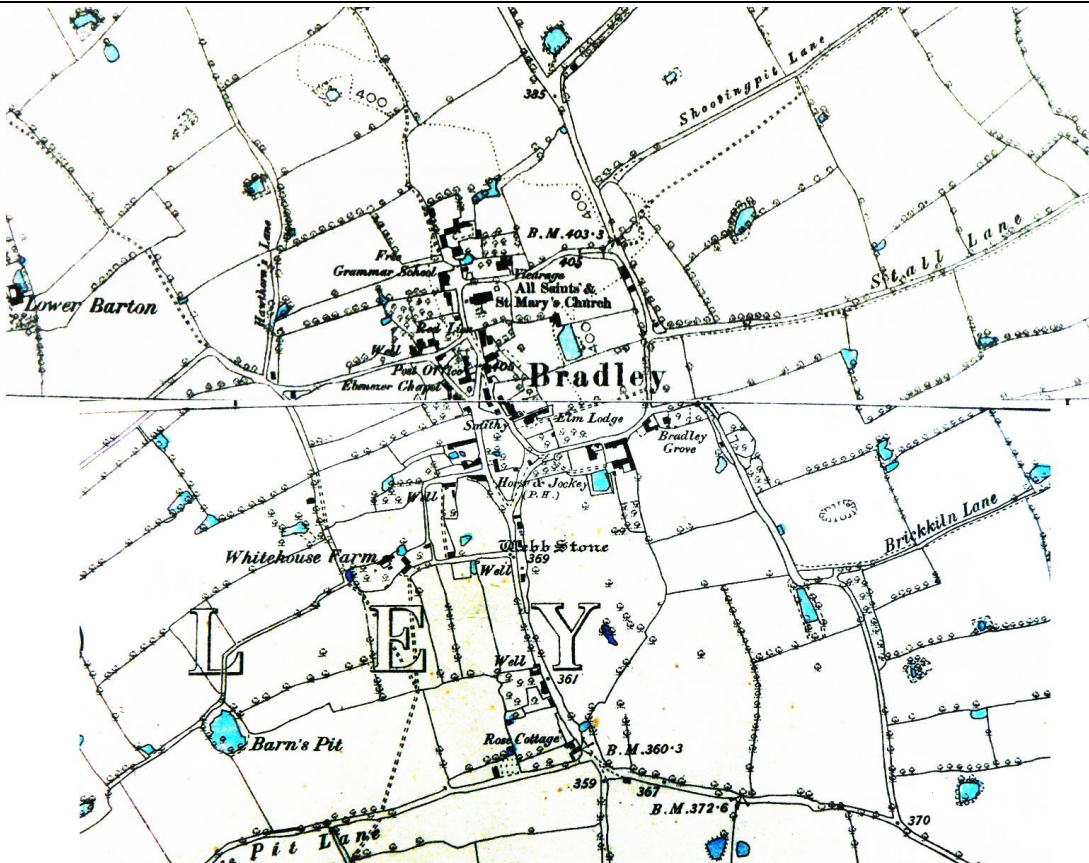 385
Shootingpit Lane
400
400
B.M.403·3
405
Free
Grammar School
Vicarage
All Saints' &
St. Mary's Church
Stall Lane
Lower Barton
Hawthorn's Lane
Red Lion
Well
Post Office
405
Ebenezer Chapel
Bradley
Smithy
Elm Lodge
Bradley
Grove
Horse & Jockey
(P.H.)
Well
Brickkiln Lane
Webb Stone
369
Whitehouse Farm
Well
L E Y
Well
361
Barn's Pit
Rose Cottage
B.M.360·3
359
367
B.M.372·6
370
Pit Lane